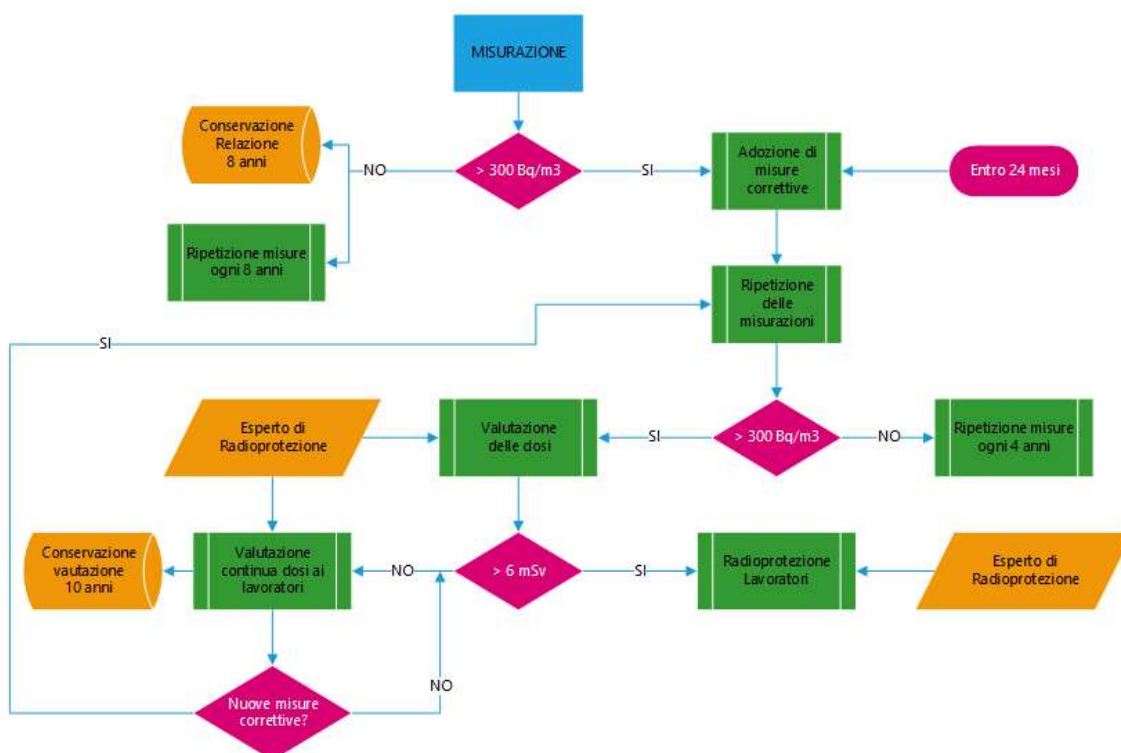 MISURAZIONE
Conservazione
Relazione
8 anni
NO
> 300 Bq/m3
SI
Adozione di
misure
correttive
Entro 24 mesi
Ripetizione misure
ogni 8 anni
Ripetizione
delle
misurazioni
SI
Esperto di
Radioprotezione
Valutazione
delle dosi
SI
> 300 Bq/m3
NO
Ripetizione misure
ogni 4 anni
Conservazione
vautazione
10 anni
Valutazione
continua dosi ai
lavoratori
NO
> 6 mSv
SI
Radioprotezione
Lavoratori
Esperto di
Radioprotezione
NO
Nuove misure
correttive?